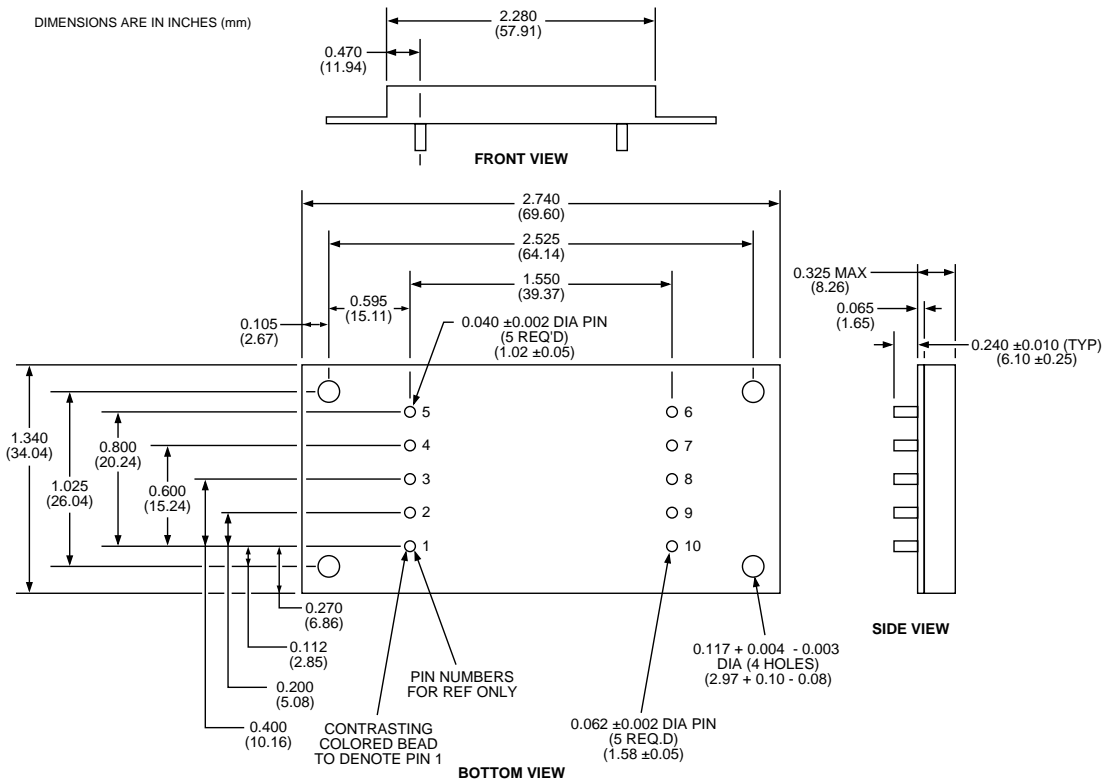 DIMENSIONS ARE IN INCHES (mm)
2.280
(57.91)
0.470
(11.94)
FRONT VIEW
2.740
(69.60)
2.525
(64.14)
1.550
(39.37)
0.595
(15.11)
0.105
(2.67)
0.040 ±0.002 DIA PIN
(5 REQ'D)
(1.02 ±0.05)
0.325 MAX
(8.26)
0.065
(1.65)
0.240 ±0.010 (TYP)
(6.10 ±0.25)
1.340
(34.04)
1.025
(26.04)
0.800
(20.24)
0.600
(15.24)
5
4
3
2
1
6
7
8
9
10
0.270
(6.86)
0.112
(2.85)
0.200
(5.08)
0.400
(10.16)
PIN NUMBERS
FOR REF ONLY
CONTRASTING
COLORED BEAD
TO DENOTE PIN 1
0.062 ±0.002 DIA PIN
(5 REQ.D)
(1.58 ±0.05)
0.117 + 0.004 - 0.003
DIA (4 HOLES)
(2.97 + 0.10 - 0.08)
SIDE VIEW
BOTTOM VIEW